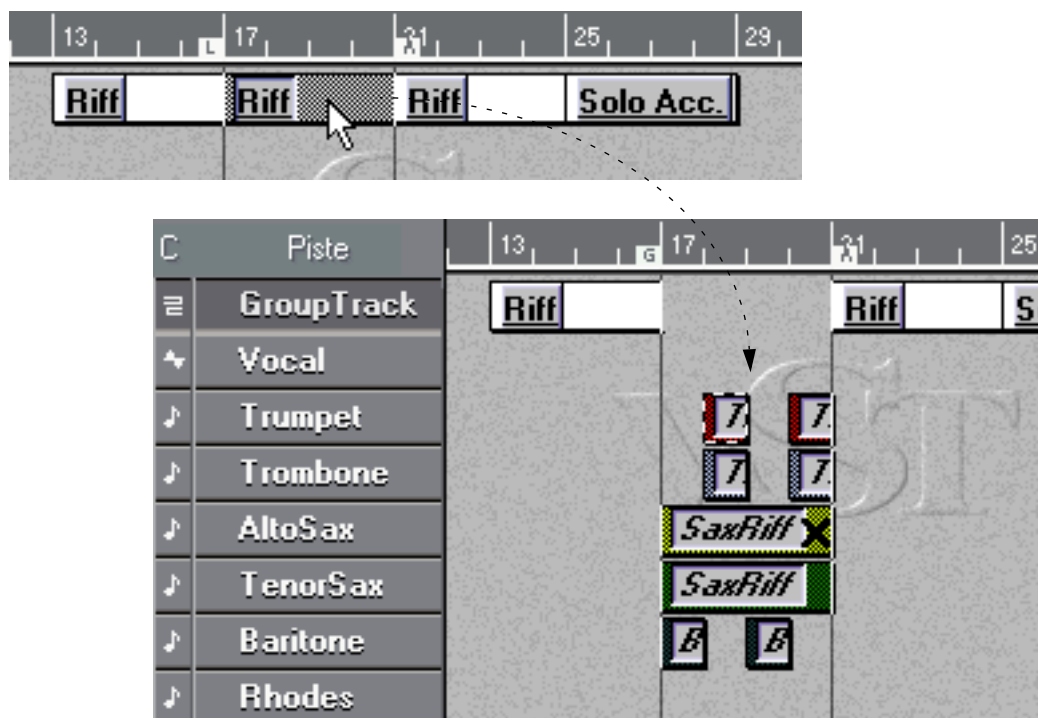 13 L 17 21 25 29
Riff Riff Riff Solo Acc.
C Piste 13 G 17 21 25
GroupTrack Riff Riff S
Vocal
Trumpet T. T.
Trombone T. T.
AltoSax SaxRiff
TenorSax SaxRiff
Baritone B B
Rhodes
VST